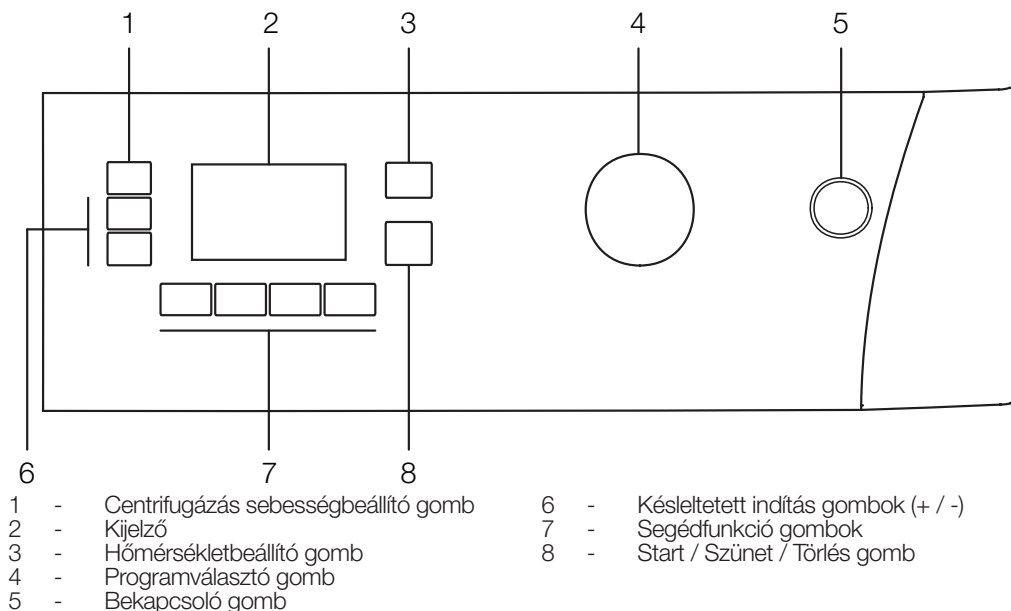 1 2 3 4 5
6 7 8
1 - Centrifugázás sebességbeállító gomb
2 - Kijelző
3 - Hőmérsékletbeállító gomb
4 - Programválasztó gomb
5 - Bekapcsoló gomb
6 - Késleltetett indítás gombok (+ / -)
7 - Segédfunkció gombok
8 - Start / Szünet / Törlés gomb